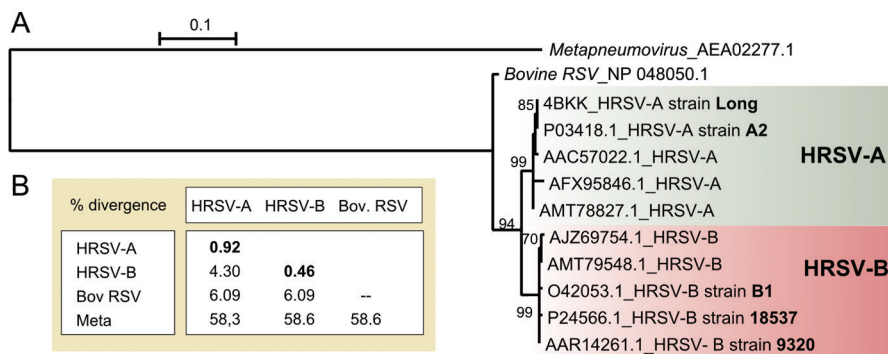 A
0.1
Metapneumovirus_AEA02277.1
Bovine RSV_NP 048050.1
85
4BKK_HRSV-A strain Long
P03418.1_HRSV-A strain A2
99
AAC57022.1_HRSV-A
HRSV-A
AFX95846.1_HRSV-A
AMT78827.1_HRSV-A
94
70
AJZ69754.1_HRSV-B
AMT79548.1_HRSV-B
HRSV-B
O42053.1_HRSV-B strain B1
99
P24566.1_HRSV-B strain 18537
AAR14261.1_HRSV- B strain 9320
B
% divergence HRSV-A HRSV-B Bov. RSV
HRSV-A 0.92
HRSV-B 4.30 0.46
Bov RSV 6.09 6.09 --
Meta 58,3 58.6 58.6